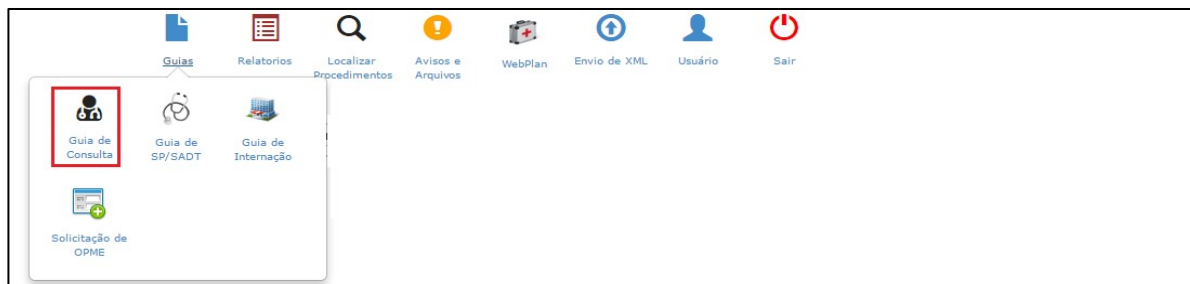 Guias Relatorios Localizar Avisos e WebPlan Envio de XML Usuário Sair
Procedimentos Arquivos
Guia de Guia de Guia de
Consulta SP/SADT Internação
Solicitação de
OPME